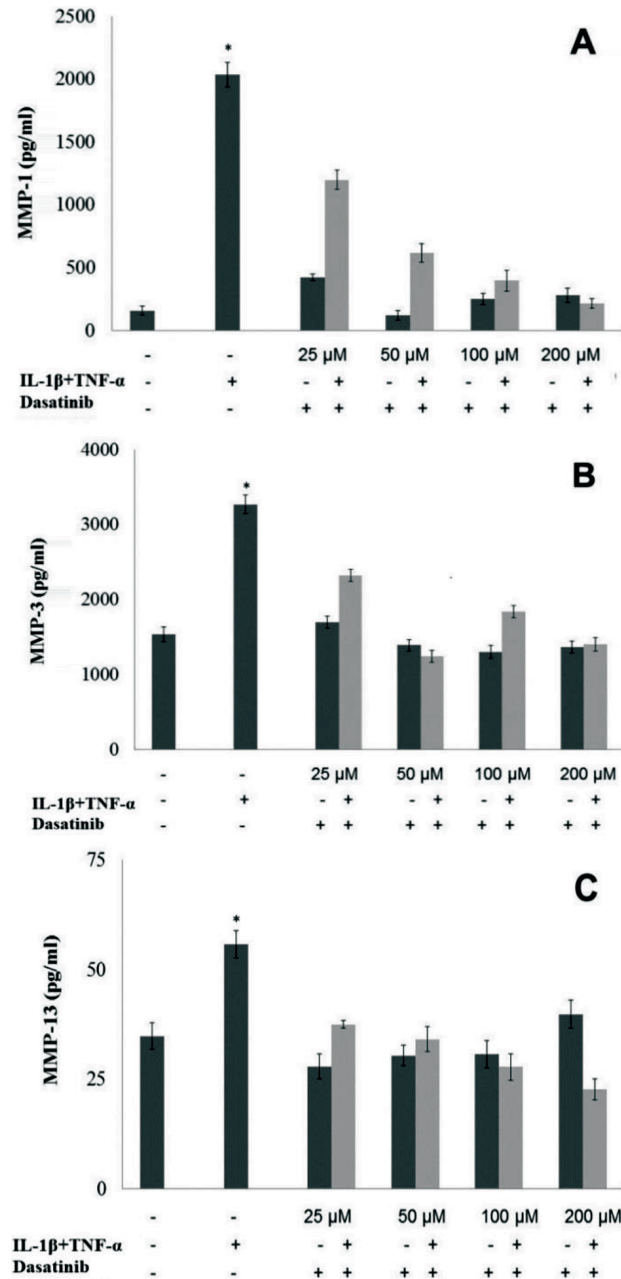 A
MMP-1 (pg/ml)
2500
2000
1500
1000
500
0
*
- - 25 µM 50 µM 100 µM 200 µM
IL-1β+TNF-α - + - + - + - + - +
Dasatinib - - + + + + + + + +
B
MMP-3 (pg/ml)
4000
3000
2000
1000
0
*
- - 25 µM 50 µM 100 µM 200 µM
IL-1β+TNF-α - + - + - + - + - +
Dasatinib - - + + + + + + + +
C
MMP-13 (pg/ml)
75
50
25
0
*
- - 25 µM 50 µM 100 µM 200 µM
IL-1β+TNF-α - + - + - + - + - +
Dasatinib - - + + + + + + + +